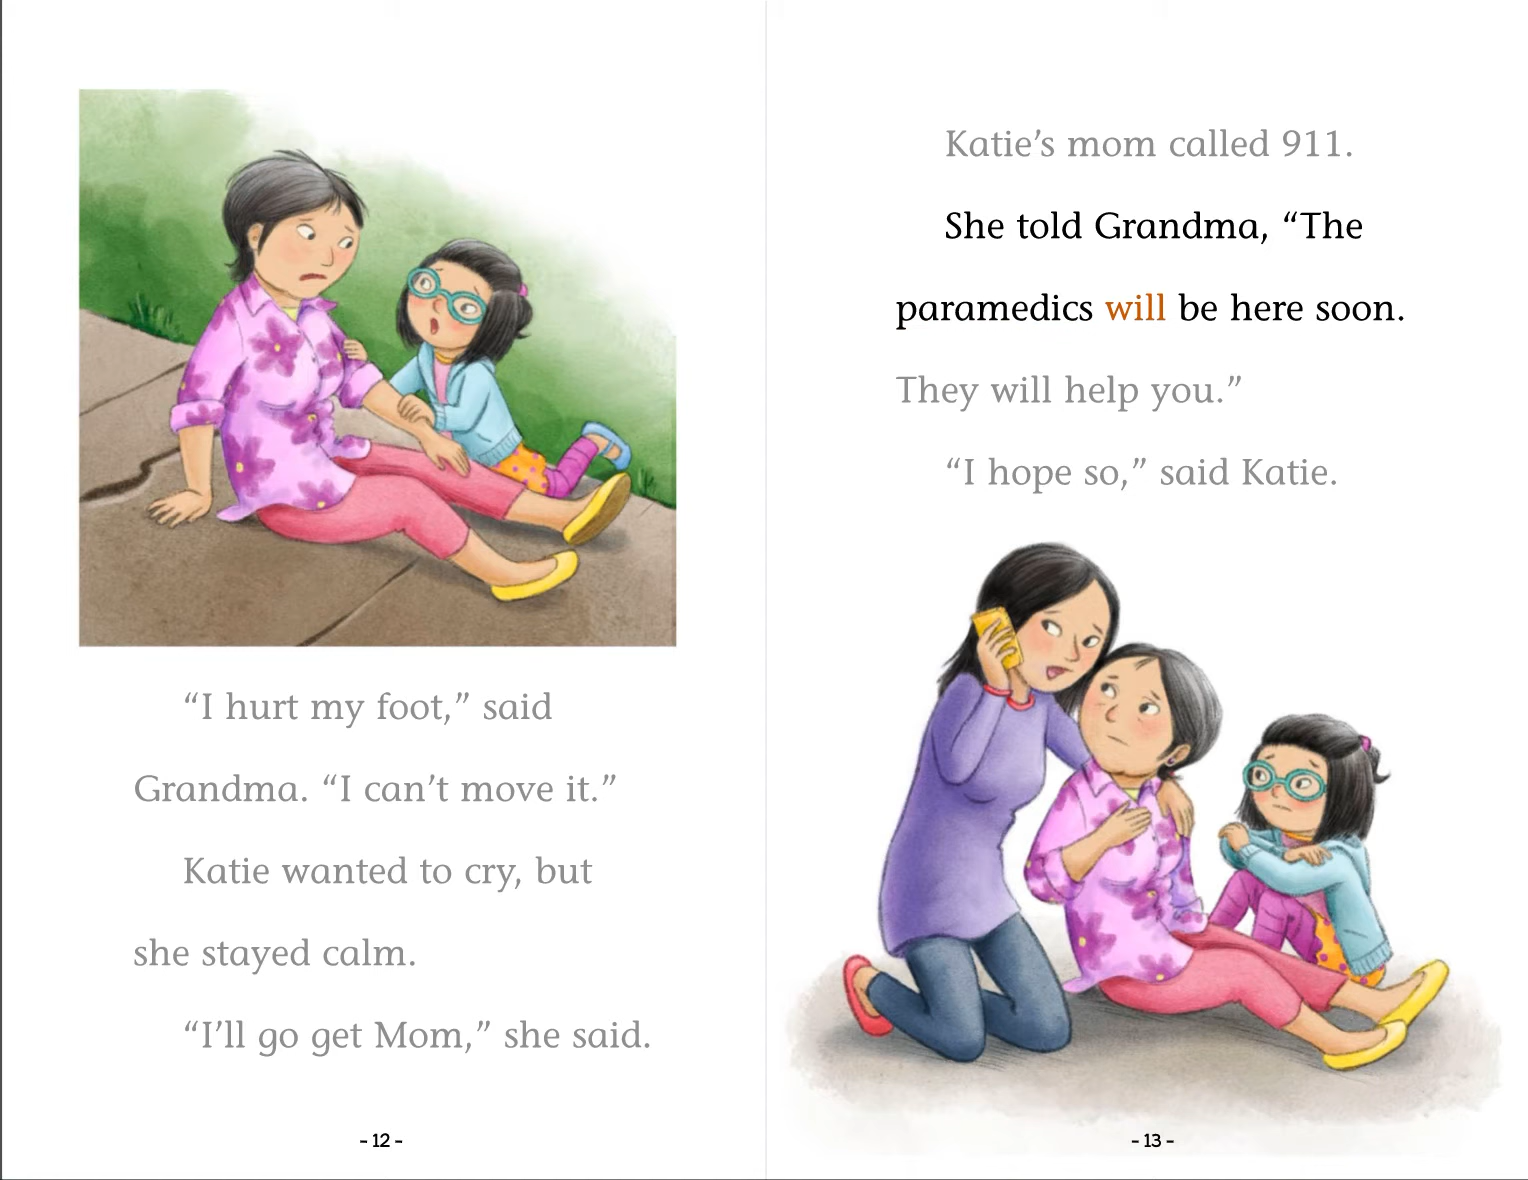 “I hurt my foot,” said
Grandma. “I can’t move it.”
Katie wanted to cry, but
she stayed calm.
“I’ll go get Mom,” she said.
- 12 -
Katie’s mom called 911.
She told Grandma, “The
paramedics will be here soon.
They will help you.”
“I hope so,” said Katie.
- 13 -